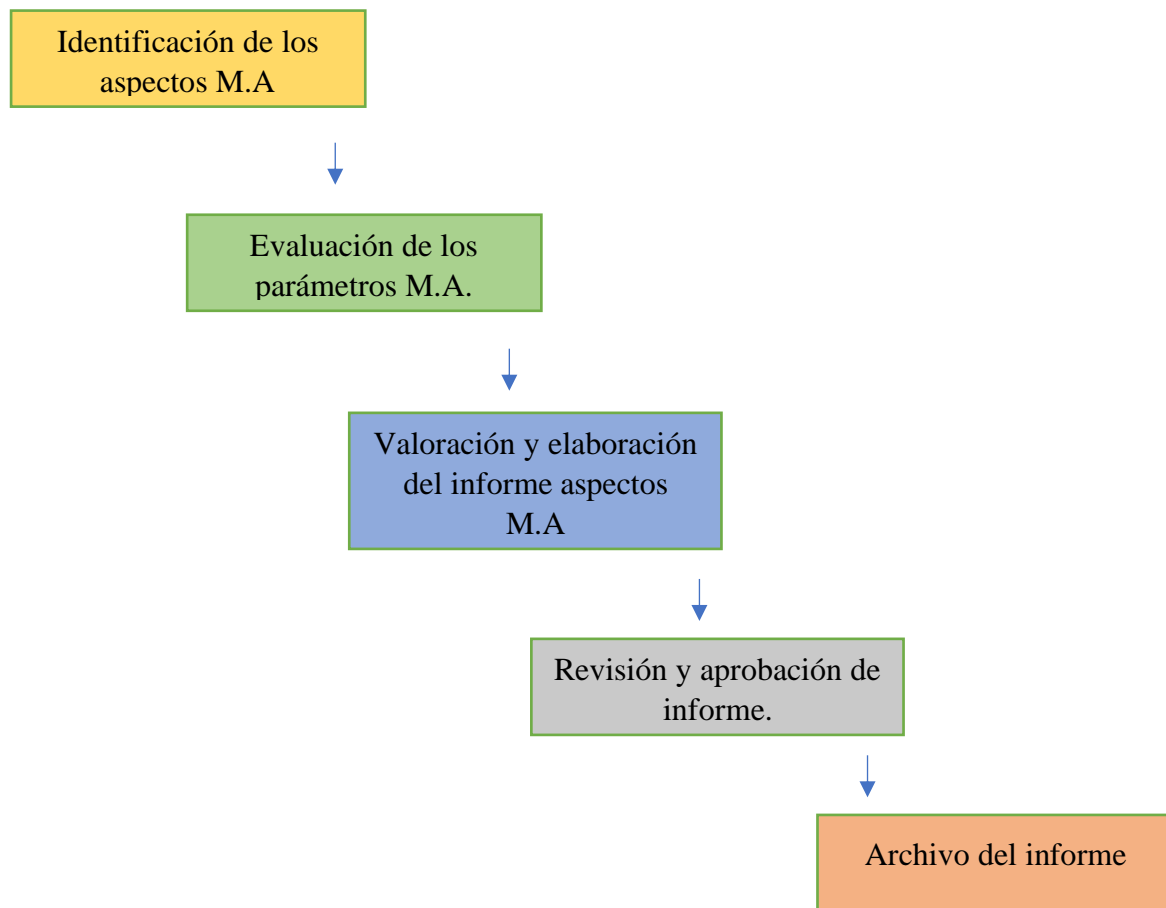 Identificación de los
aspectos M.A
Evaluación de los
parámetros M.A.
Valoración y elaboración
del informe aspectos
M.A
Revisión y aprobación de
informe.
Archivo del informe